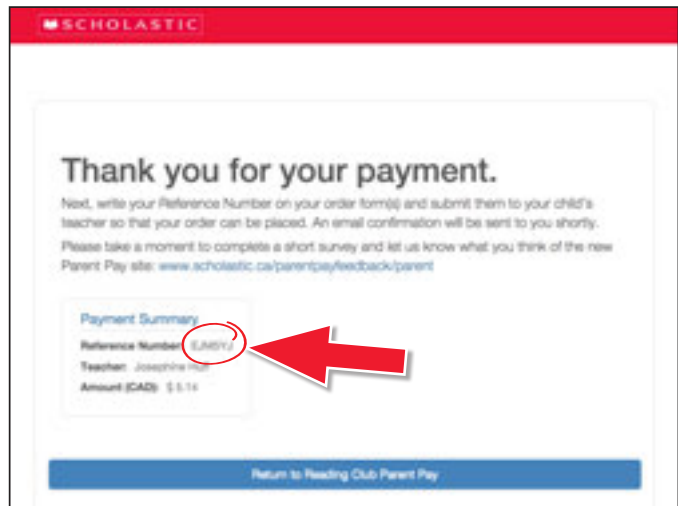 SCHOLASTIC
Thank you for your payment.
Next, write your Reference Number on your order form(s) and submit them to your child's
teacher so that your order can be placed. An email confirmation will be sent to you shortly.
Please take a moment to complete a short survey and let us know what you think of the new
Parent Pay site: www.scholastic.ca/parentpayfeedback/parent
Payment Summary
Reference Number:
Teacher: Josephine
Amount (CAD):
Return to Reading Club Parent Pay